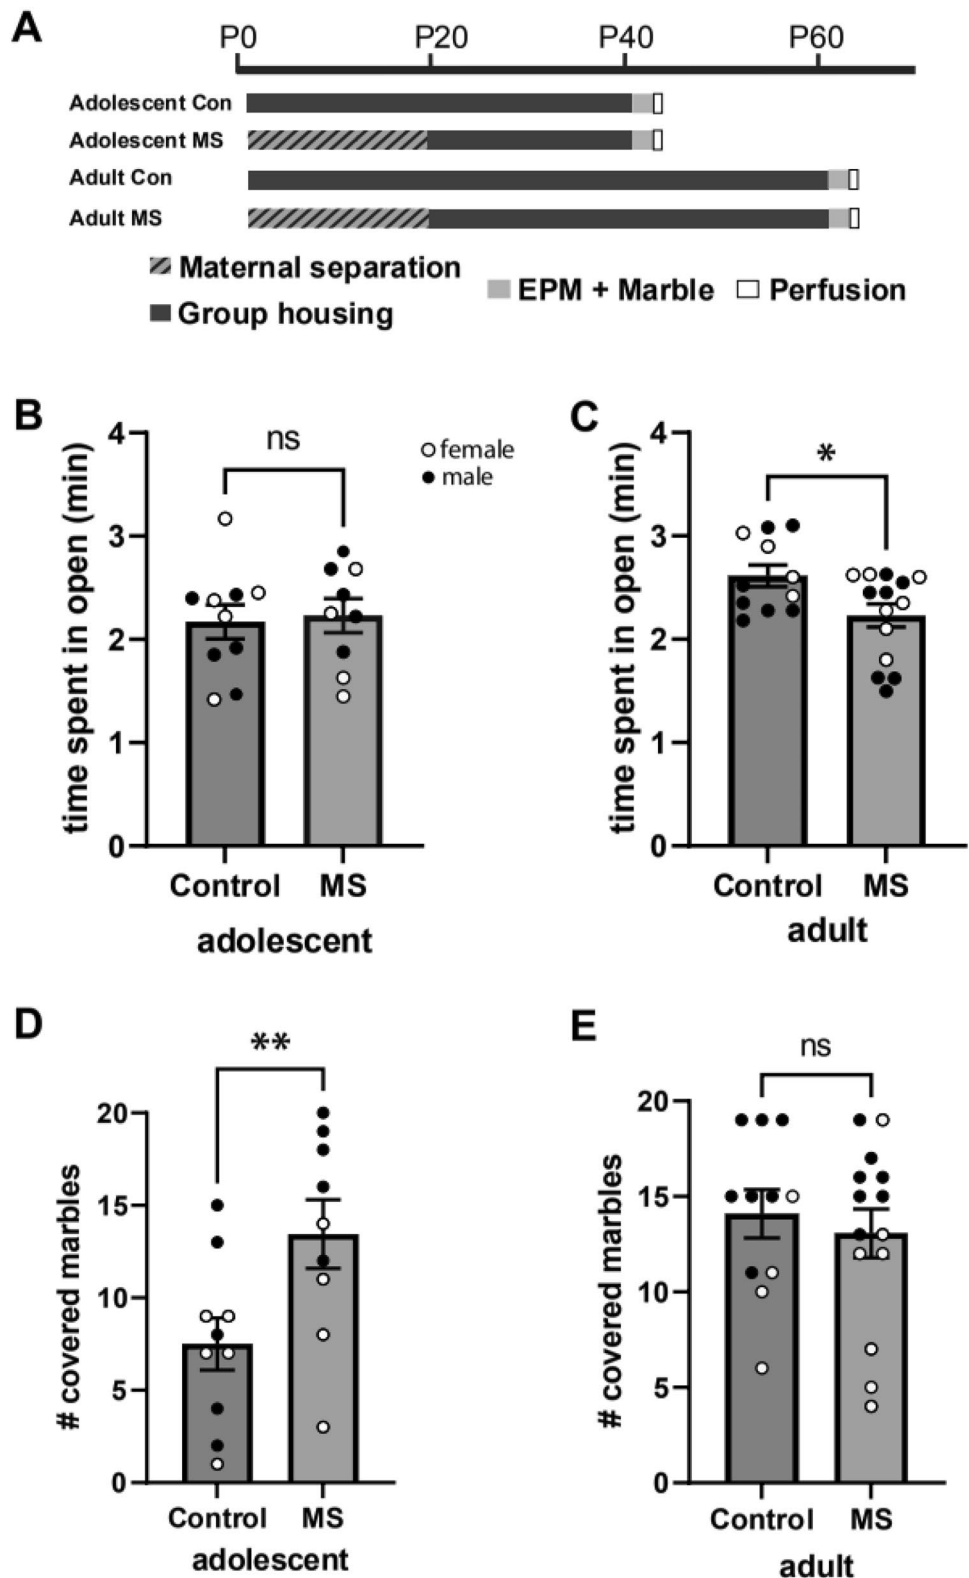 A
P0 P20 P40 P60
Adolescent Con
Adolescent MS
Adult Con
Adult MS
Maternal separation
Group housing
EPM + Marble
Perfusion
B
time spent in open (min)
4
3
2
1
0
ns
female
male
Control MS
adolescent
C
time spent in open (min)
4
3
2
1
0
*
Control MS
adult
D
# covered marbles
20
15
10
5
0
**
Control MS
adolescent
E
# covered marbles
20
15
10
5
0
ns
Control MS
adult